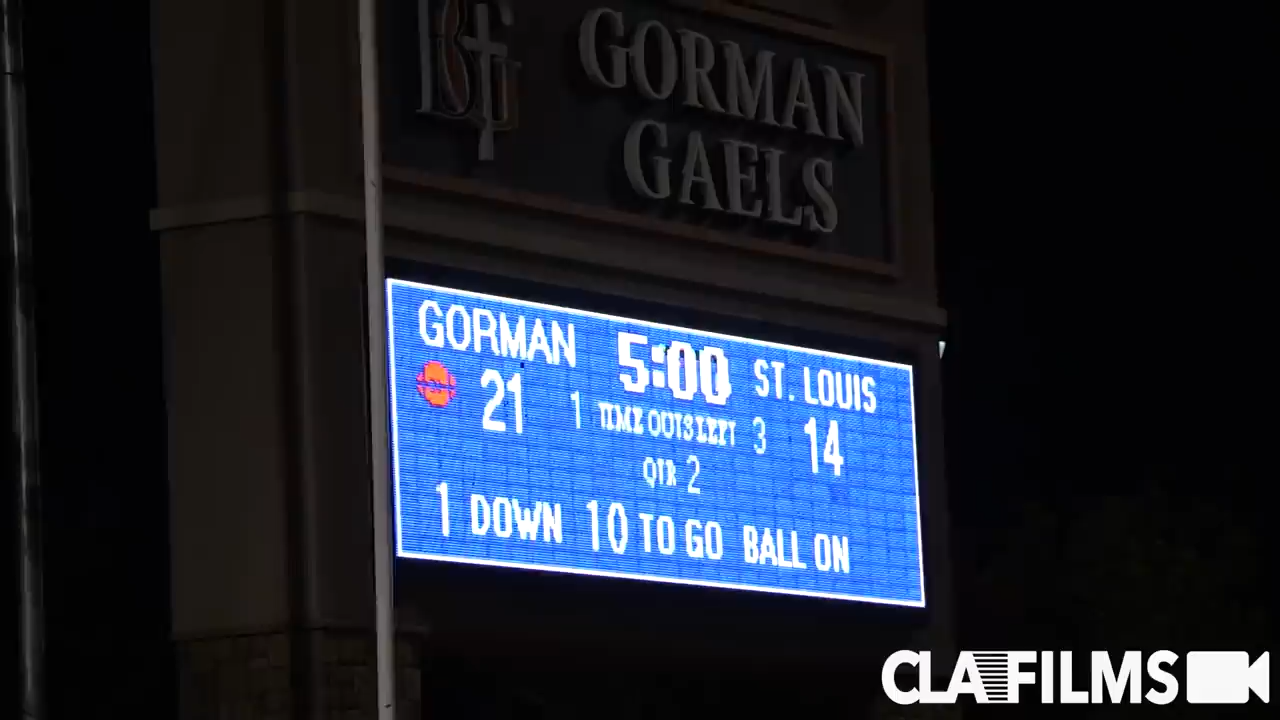 BG
GORMAN
GAELS
GORMAN 5:00 ST. LOUIS
21 1 TIME OUTS LEFT 3 14
QTR 2
1 DOWN 10 TO GO BALL ON
CLAFILMS